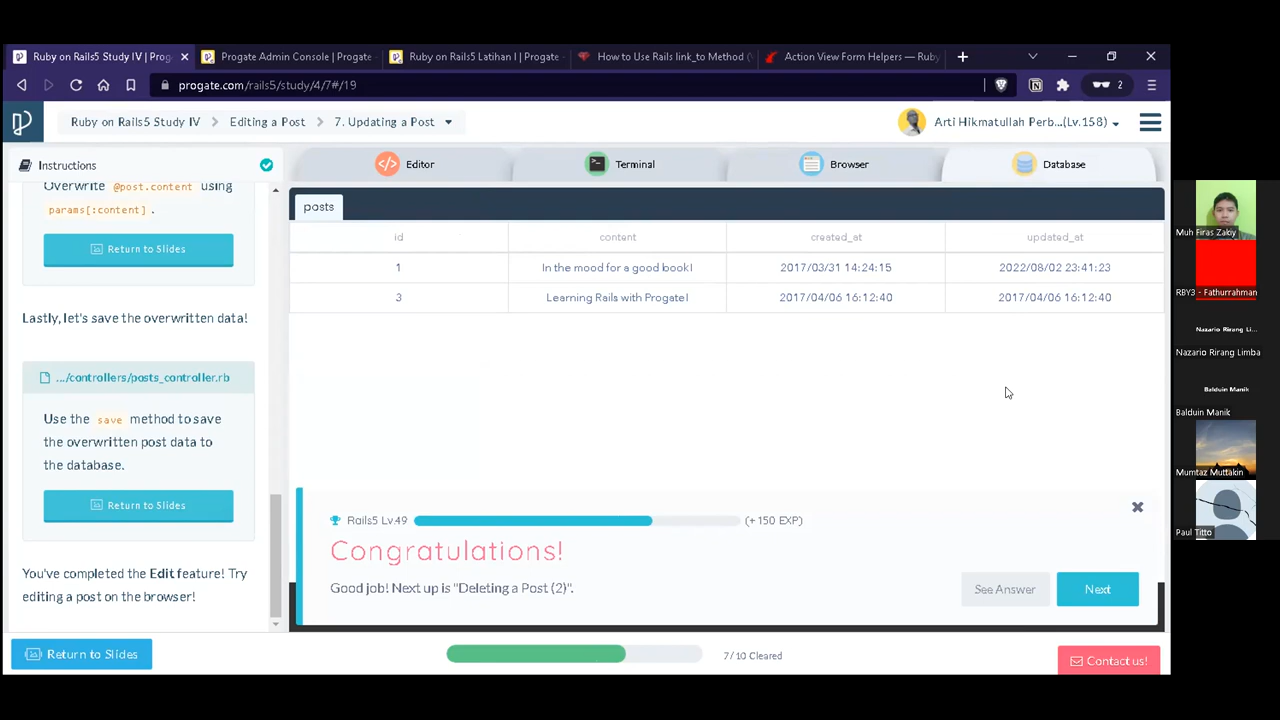 Ruby on Rails5 Study IV | Prog
Progate Admin Console | Progate
Ruby on Rails5 Latihan I | Progate
How to Use Rails link_to Method (
Action View Form Helpers — Ruby
progate.com/rails5/study/4/7#/19
2
Ruby on Rails5 Study IV
Editing a Post
7. Updating a Post
Arti Hikmatullah Perb...(Lv.158)
Instructions
Editor
Terminal
Browser
Database
Overwrite @post.content using
params[:content] .
Return to Slides
Lastly, let's save the overwritten data!
.../controllers/posts_controller.rb
Use the save method to save
the overwritten post data to
the database.
Return to Slides
You've completed the Edit feature! Try
editing a post on the browser!
posts
id content created_at updated_at
1 In the mood for a good book! 2017/03/31 14:24:15 2022/08/02 23:41:23
3 Learning Rails with Progate! 2017/04/06 16:12:40 2017/04/06 16:12:40
Rails5 Lv.49 (+ 150 EXP)
Congratulations!
Good job! Next up is "Deleting a Post (2)".
See Answer
Next
Return to Slides
7/10 Cleared
Contact us!
Muh Firas Zakiy
RBY3 - Fathurrahman
Nazario Rirang Li...
Nazario Rirang Limba
Balduin Manik
Balduin Manik
Mumtaz Muttakin
Paul Titto